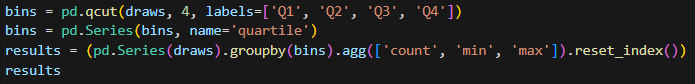 bins = pd.qcut(draws, 4, labels=['Q1', 'Q2', 'Q3', 'Q4'])
bins = pd.Series(bins, name='quartile')
results = (pd.Series(draws).groupby(bins).agg(['count', 'min', 'max']).reset_index())
results